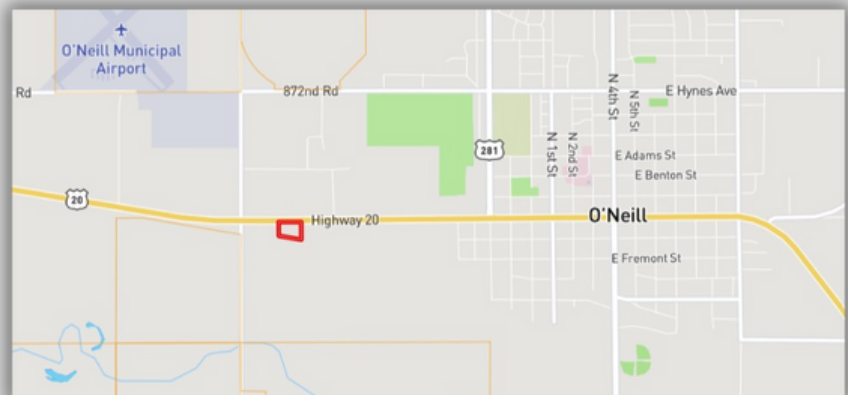 O'Neill Municipal
Airport
Rd
872nd Rd
E Hynes Ave
N 4th St
N 5th St
281
N 1st St
N 2nd St
E Adams St
E Benton St
20
Highway 20
O'Neill
E Fremont St